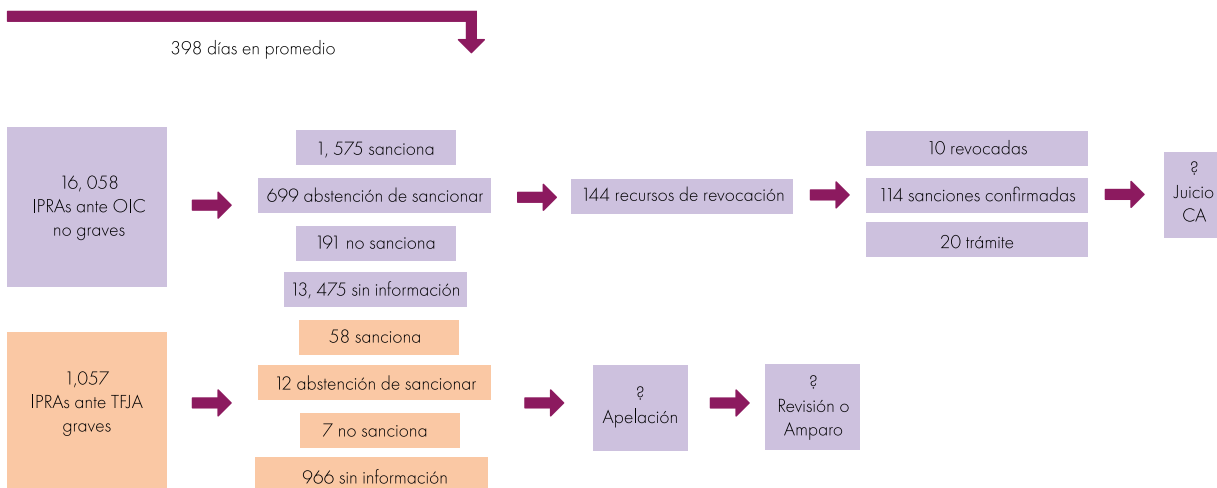 398 días en promedio
16, 058
IPRAs ante OIC
no graves
1, 575 sanciona
699 abstención de sancionar
191 no sanciona
13, 475 sin información
144 recursos de revocación
10 revocadas
114 sanciones confirmadas
20 trámite
?
Juicio
CA
1,057
IPRAs ante TFJA
graves
58 sanciona
12 abstención de sancionar
7 no sanciona
966 sin información
?
Apelación
?
Revisión o
Amparo